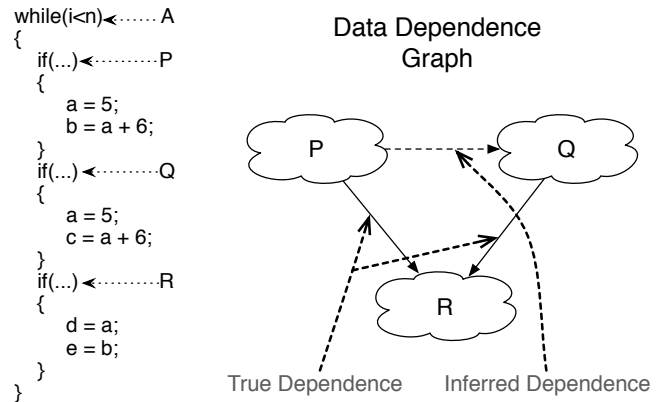 while(i<n) A
{
if(...) P
{
a = 5;
b = a + 6;
}
if(...) Q
{
a = 5;
c = a + 6;
}
if(...) R
{
d = a;
e = b;
}
}
Data Dependence
Graph
P
Q
R
True Dependence
Inferred Dependence